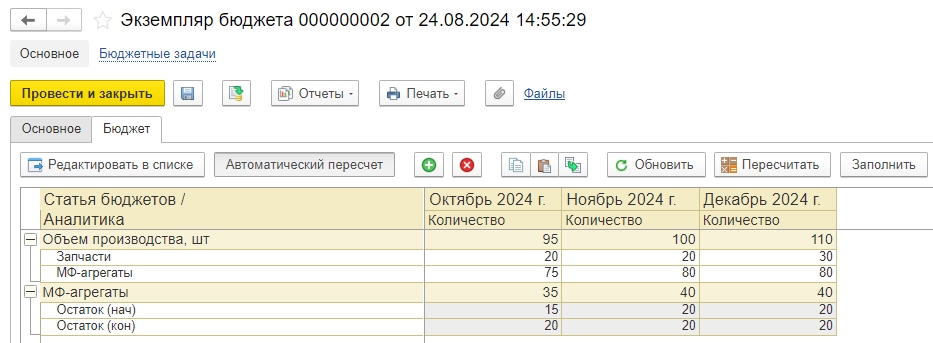 Экземпляр бюджета 000000002 от 24.08.2024 14:55:29
Основное Бюджетные задачи
Провести и закрыть Отчеты Печать Файлы
Основное Бюджет
Редактировать в списке Автоматический пересчет Обновить Пересчитать Заполнить
Статья бюджетов / Октябрь 2024 г. Ноябрь 2024 г. Декабрь 2024 г.
Аналитика Количество Количество Количество
Объем производства, шт 95 100 110
Запчасти 20 20 30
МФ-агрегаты 75 80 80
МФ-агрегаты 35 40 40
Остаток (нач) 15 20 20
Остаток (кон) 20 20 20